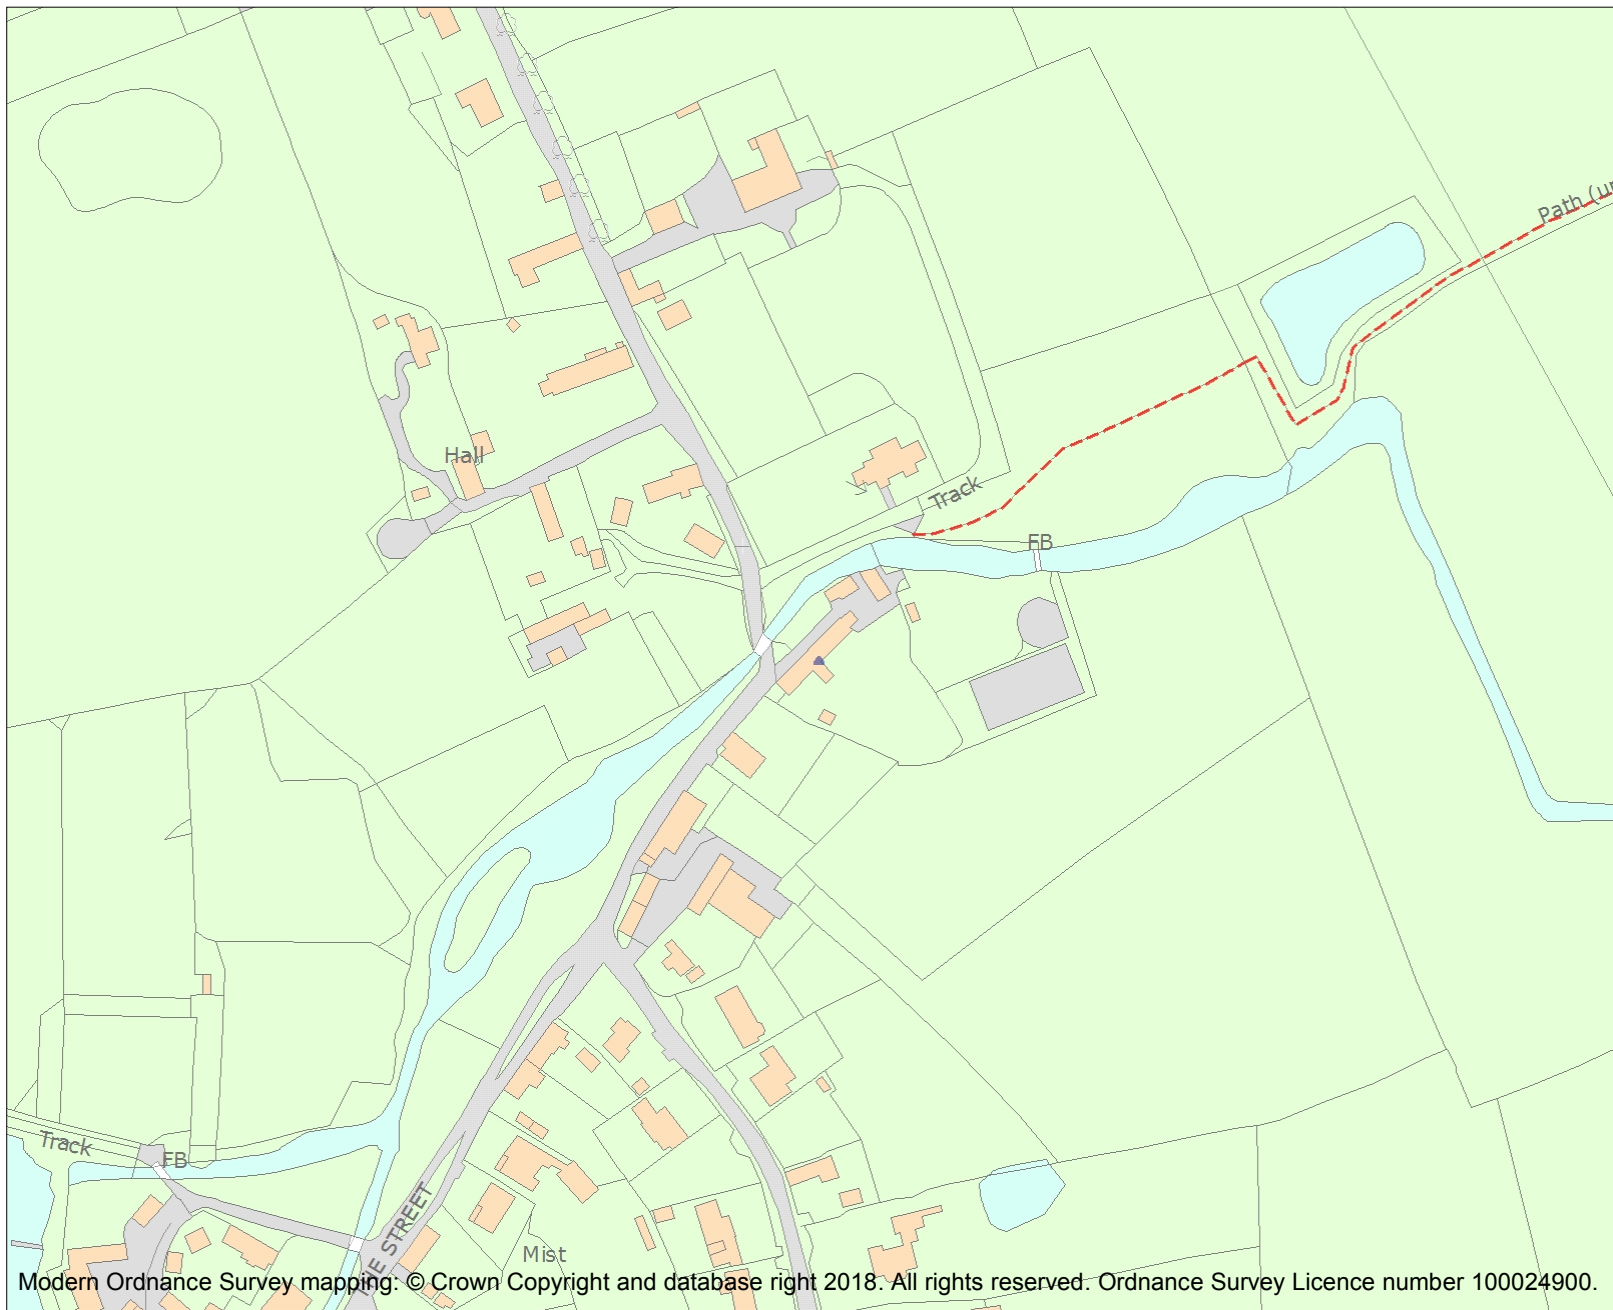 Path (u
Hall
Track
FB
Track
FB
THE STREET
Mist
Modern Ordnance Survey mapping: © Crown Copyright and database right 2018. All rights reserved. Ordnance Survey Licence number 100024900.